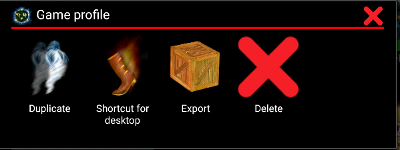 Game profile
Duplicate
Shortcut for
desktop
Export
Delete